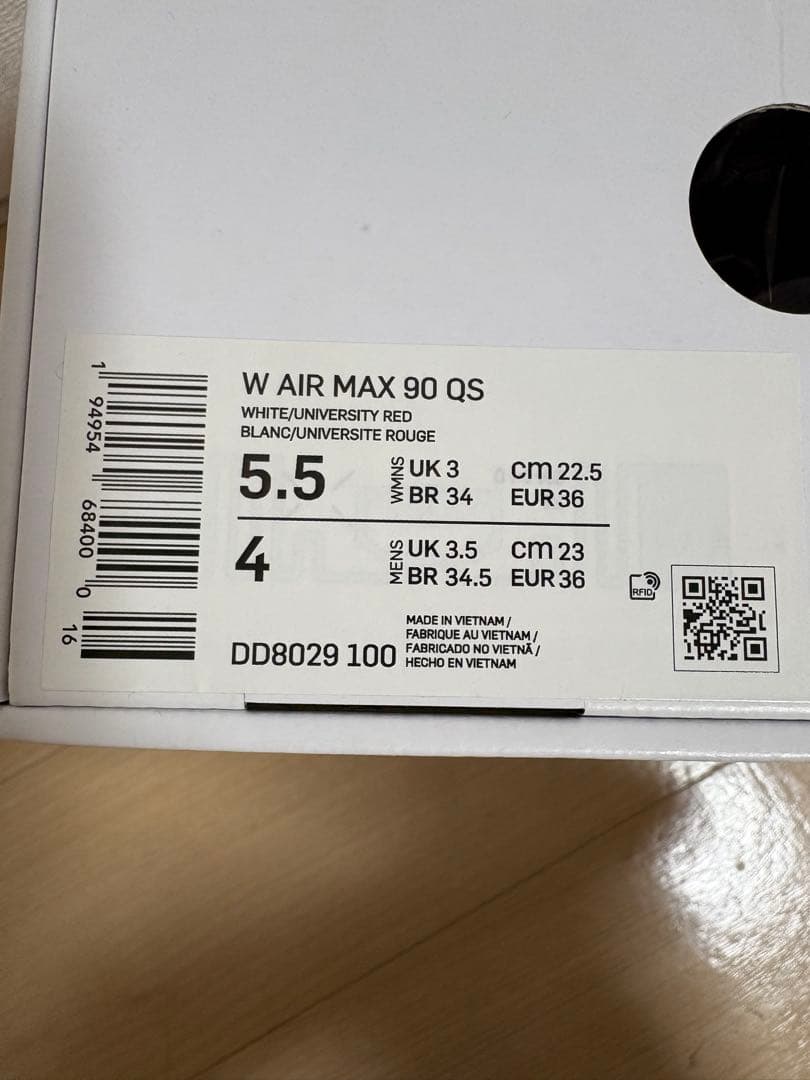 W AIR MAX 90 QS
WHITE/UNIVERSITY RED
BLANC/UNIVERSITE ROUGE
5.5 WMNS UK 3 cm 22.5
BR 34 EUR 36
4 MENS UK 3.5 cm 23
BR 34.5 EUR 36
RFID
DD8029 100
MADE IN VIETNAM /
FABRIQUE AU VIETNAM /
FABRICADO NO VIETNÃ /
HECHO EN VIETNAM
1 94954 68400 0 16